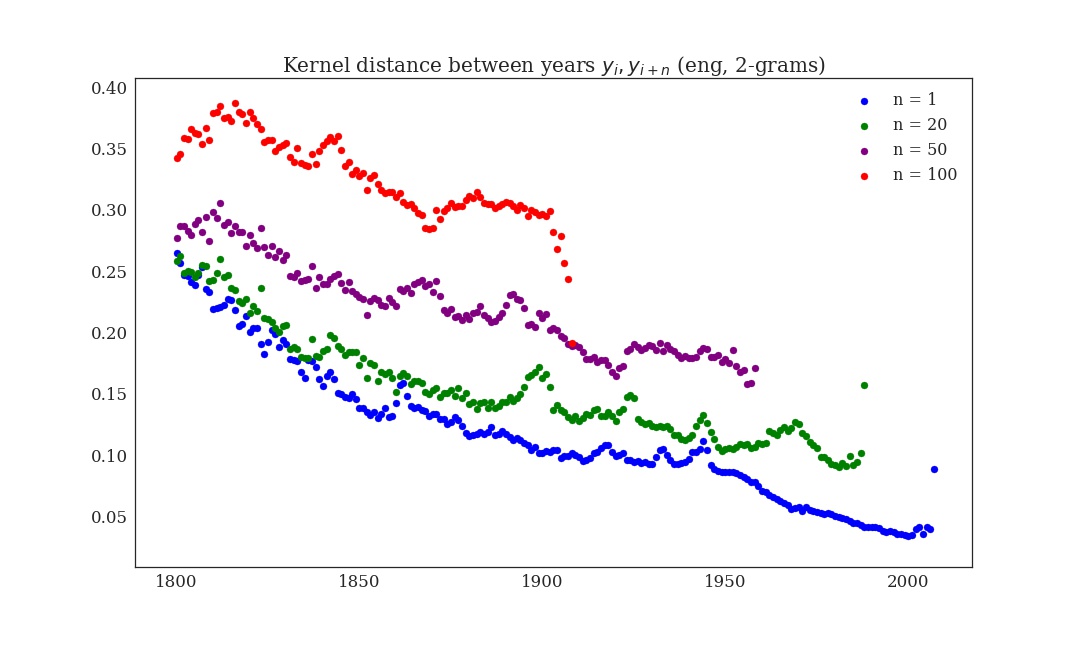 Kernel distance between years $y_i, y_{i+n}$ (eng, 2-grams)
0.40
0.35
0.30
0.25
0.20
0.15
0.10
0.05
n = 1
n = 20
n = 50
n = 100
1800 1850 1900 1950 2000